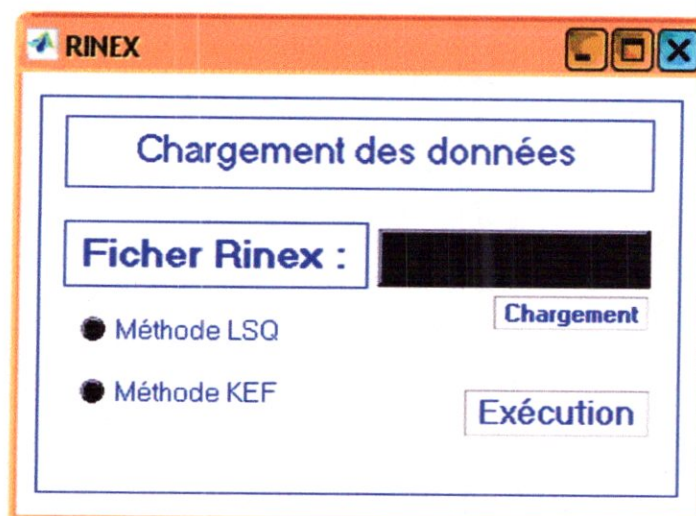 RINEX
Chargement des données
Ficher Rinex :
Chargement
Méthode LSQ
Méthode KEF
Exécution